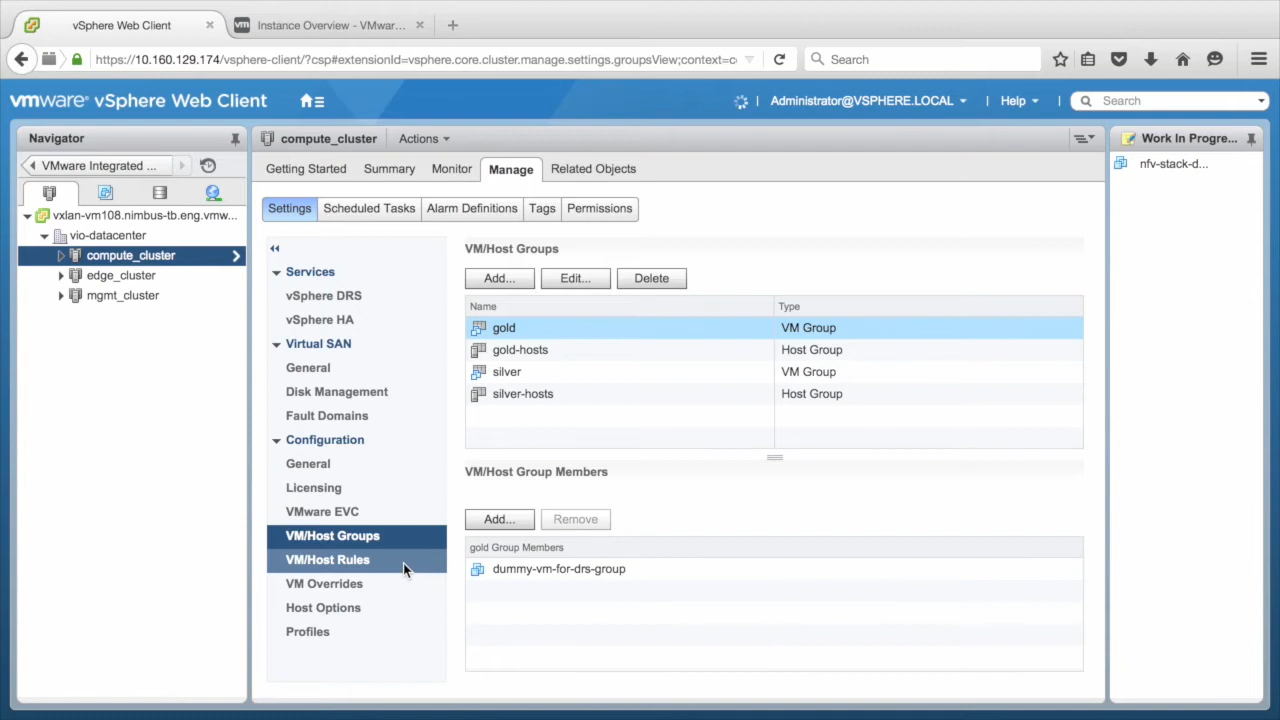 vSphere Web Client
Instance Overview - VMwar...
https://10.160.129.174/vsphere-client/?csp#extensionId=vsphere.core.cluster.manage.settings.groupsView;context=c
Search
vmware® vSphere Web Client
Administrator@VSPHERE.LOCAL
Help
Search
Navigator
VMware Integrated ...
vxlan-vm108.nimbus-tb.eng.vmw...
vio-datacenter
compute_cluster
edge_cluster
mgmt_cluster
compute_cluster
Actions
Getting Started
Summary
Monitor
Manage
Related Objects
Settings
Scheduled Tasks
Alarm Definitions
Tags
Permissions
Services
vSphere DRS
vSphere HA
Virtual SAN
General
Disk Management
Fault Domains
Configuration
General
Licensing
VMware EVC
VM/Host Groups
VM/Host Rules
VM Overrides
Host Options
Profiles
VM/Host Groups
Add...
Edit...
Delete
Name Type
gold VM Group
gold-hosts Host Group
silver VM Group
silver-hosts Host Group
VM/Host Group Members
Add...
Remove
gold Group Members
dummy-vm-for-drs-group
Work In Progre...
nfv-stack-d...